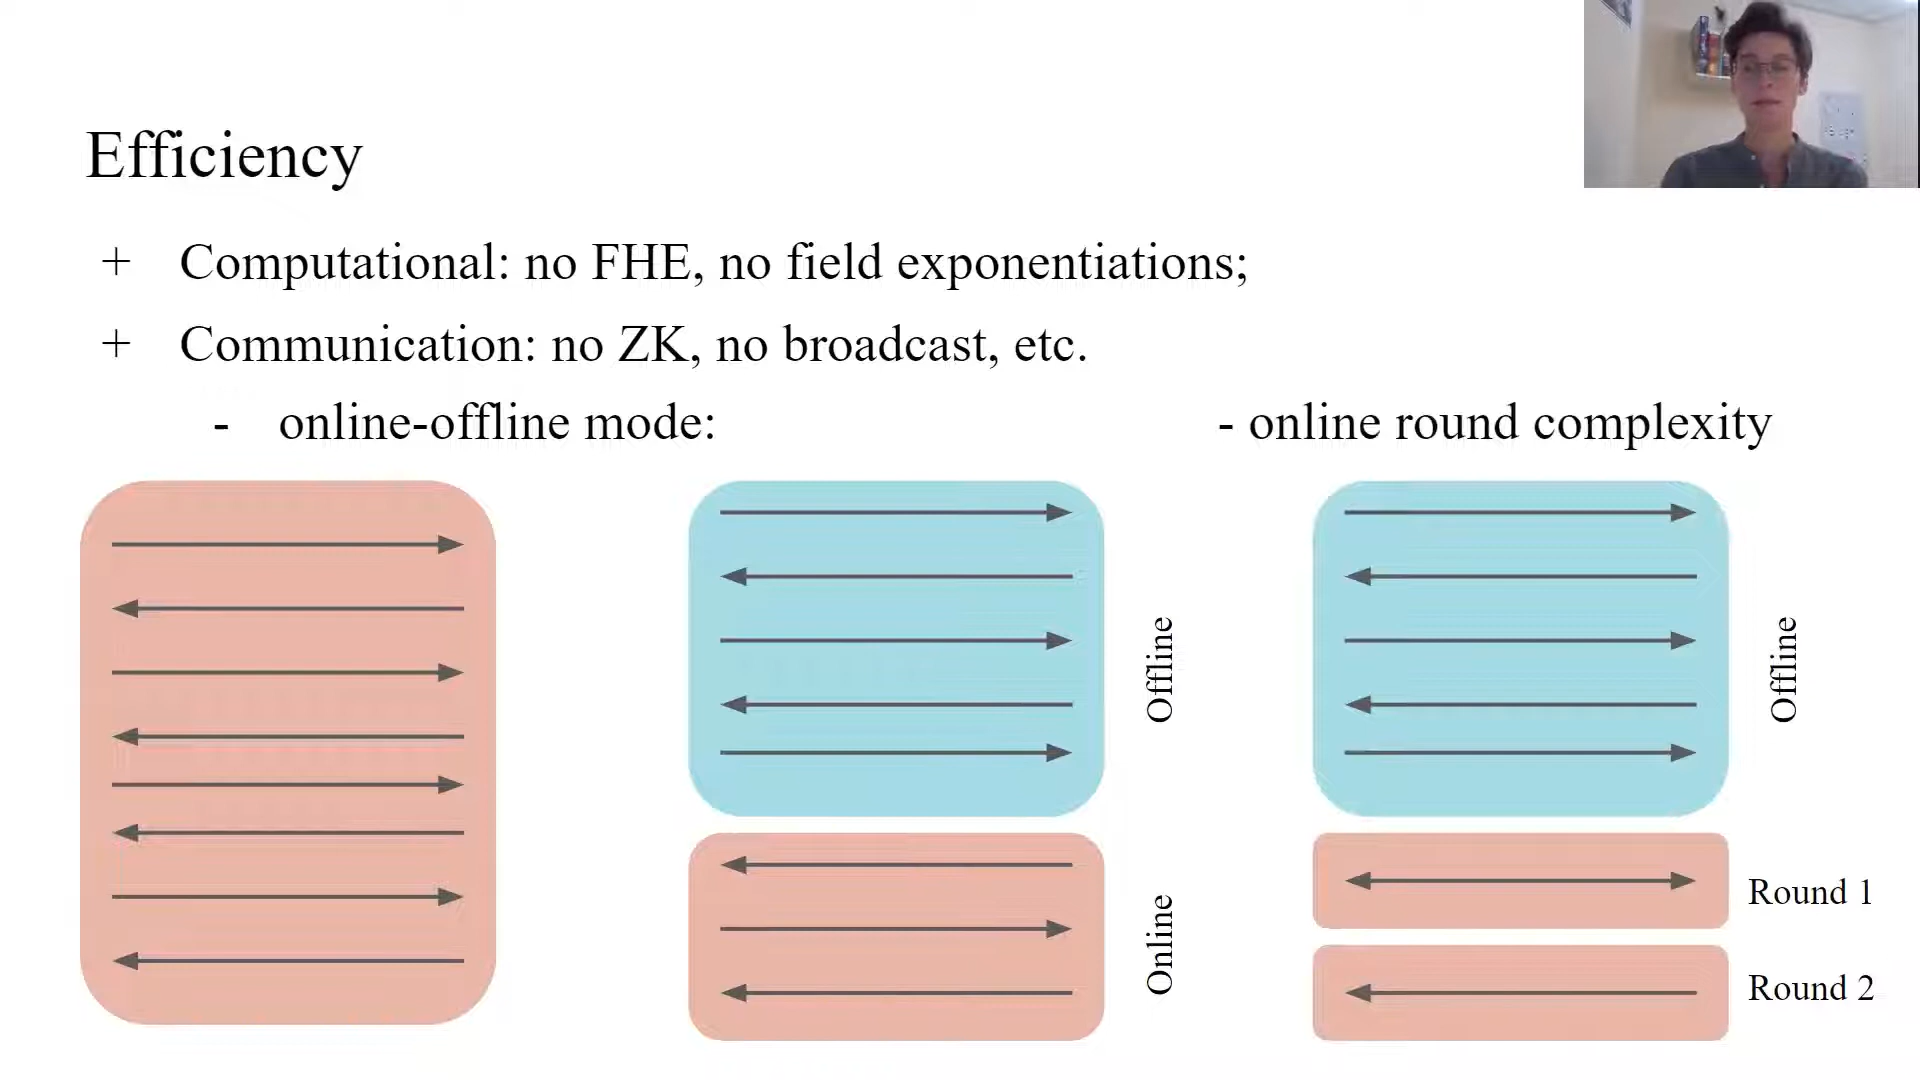 Efficiency
+ Computational: no FHE, no field exponentiations;
+ Communication: no ZK, no broadcast, etc.
- online-offline mode:
- online round complexity
Offline
Online
Offline
Round 1
Round 2